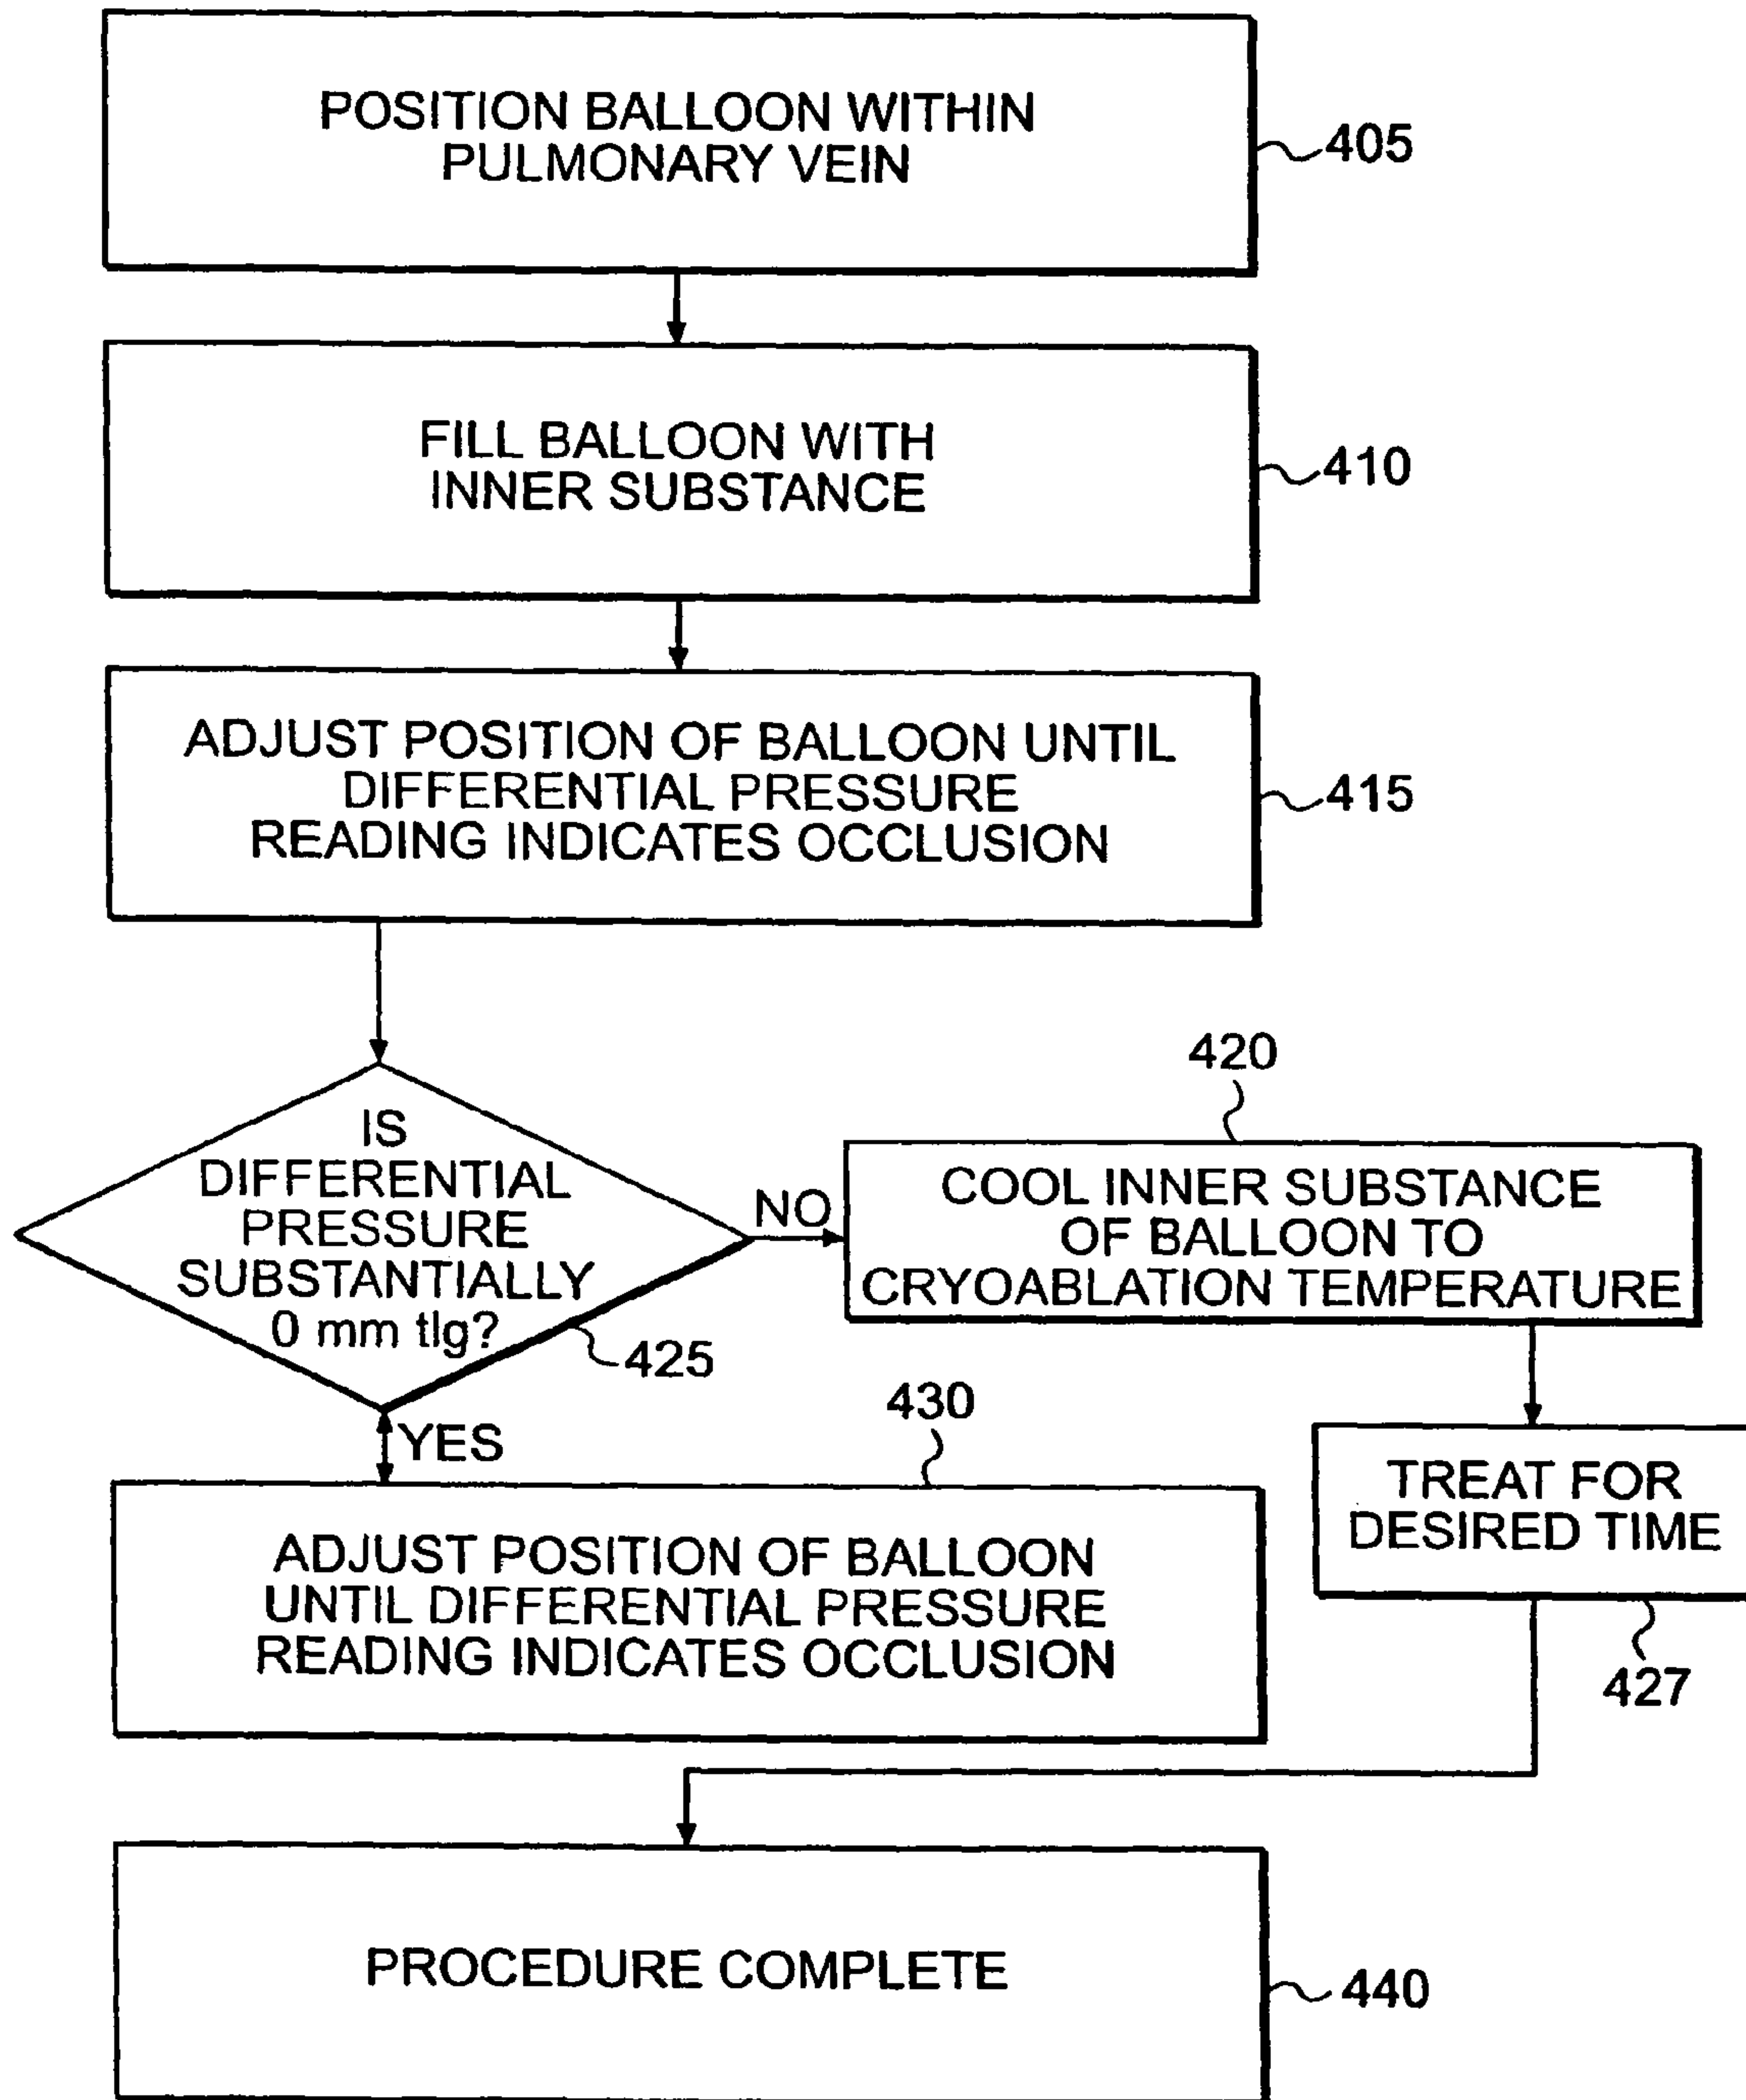 POSITION BALLOON WITHIN
PULMONARY VEIN
405
FILL BALLOON WITH
INNER SUBSTANCE
410
ADJUST POSITION OF BALLOON UNTIL
DIFFERENTIAL PRESSURE
READING INDICATES OCCLUSION
415
IS
DIFFERENTIAL
PRESSURE
SUBSTANTIALLY
0 mm tlg?
425
NO
420
COOL INNER SUBSTANCE
OF BALLOON TO
CRYOABLATION TEMPERATURE
YES
430
ADJUST POSITION OF BALLOON
UNTIL DIFFERENTIAL PRESSURE
READING INDICATES OCCLUSION
TREAT FOR
DESIRED TIME
427
PROCEDURE COMPLETE
440